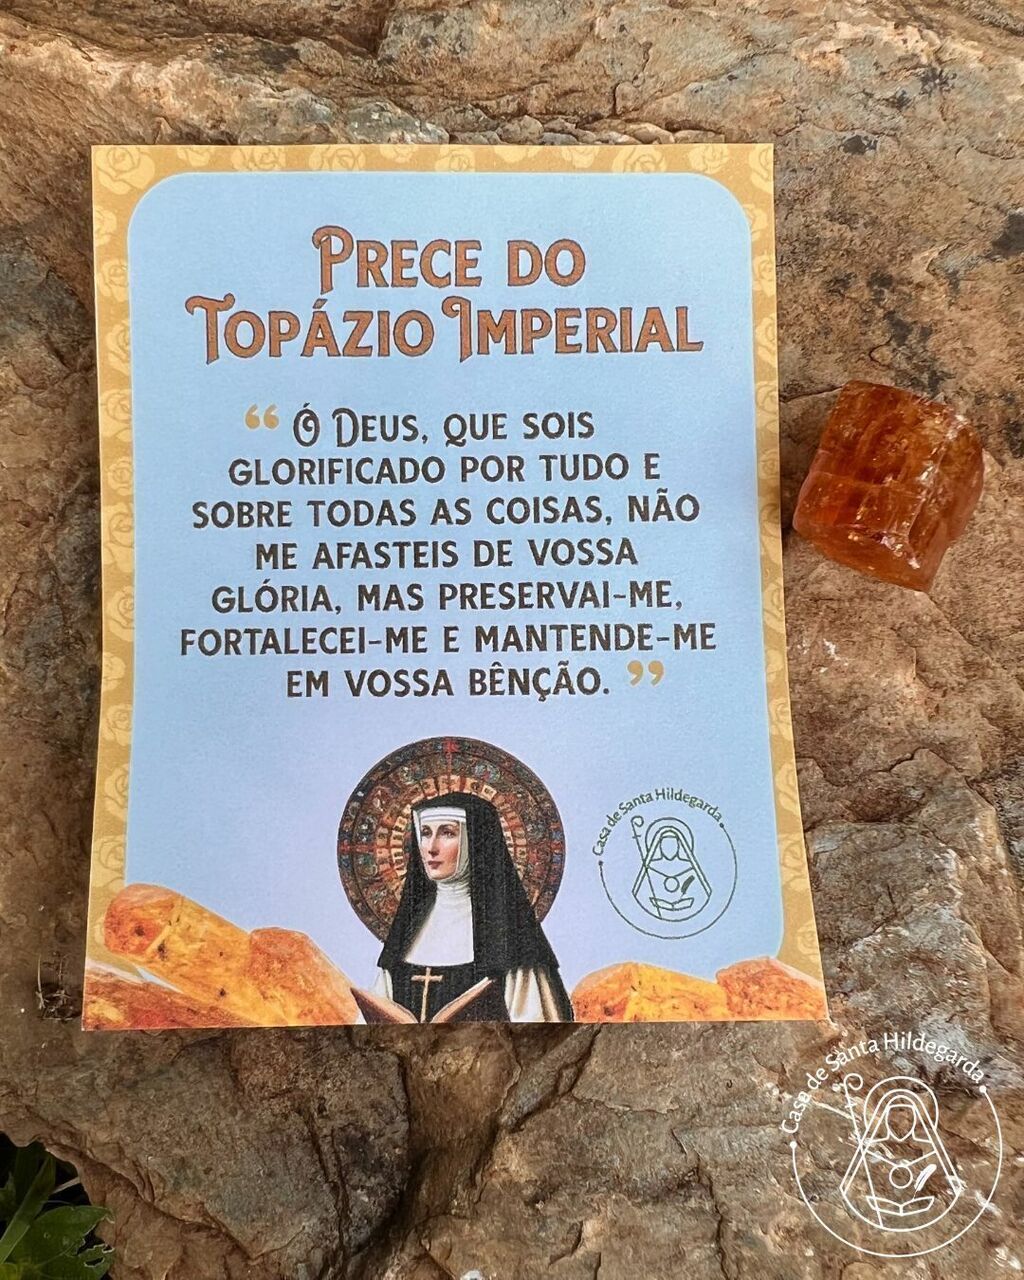 PRECE DO
TOPÁZIO IMPERIAL
“ Ó DEUS, QUE SOIS
GLORIFICADO POR TUDO E
SOBRE TODAS AS COISAS, NÃO
ME AFASTEIS DE VOSSA
GLÓRIA, MAS PRESERVAI-ME,
FORTALECEI-ME E MANTENDE-ME
EM VOSSA BÊNÇÃO. ”
Casa de Santa Hildegarda
Casa de Santa Hildegarda